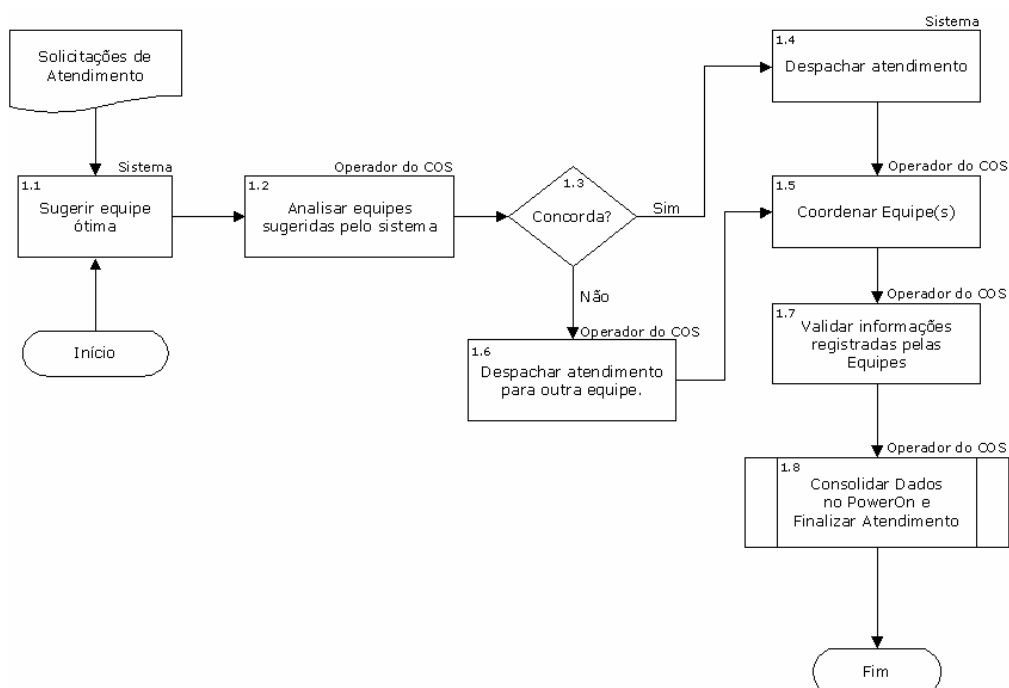 Solicitações de
Atendimento
Sistema
1.1
Sugerir equipe
ótima
Início
Operador do COS
1.2
Analisar equipes
sugeridas pelo sistema
1.3
Concorda?
Sim
Não
Sistema
1.4
Despachar atendimento
Operador do COS
1.5
Coordenar Equipe(s)
Operador do COS
1.6
Despachar atendimento
para outra equipe.
Operador do COS
1.7
Validar informações
registradas pelas
Equipes
Operador do COS
1.8
Consolidar Dados
no PowerOn e
Finalizar Atendimento
Fim